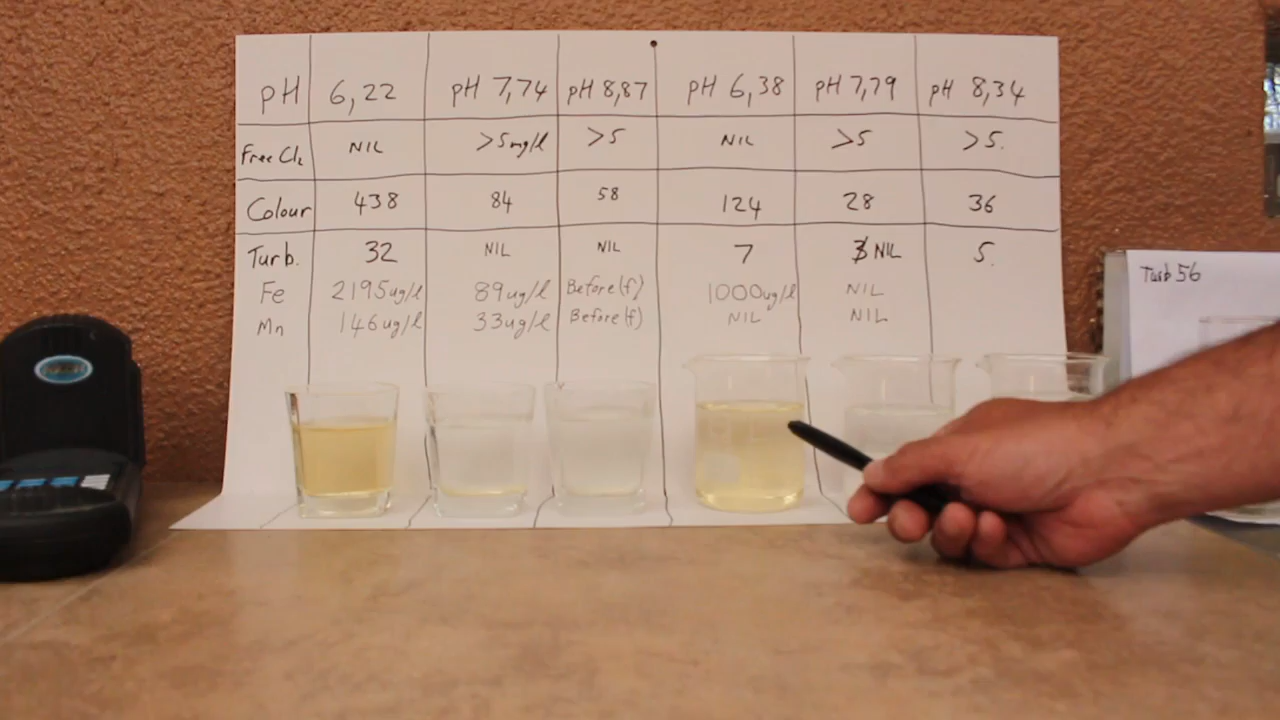 pH 6,22 pH 7,74 pH 8,87 pH 6,38 pH 7,79 pH 8,34
Free Cl₂ NIL >5mg/l >5 NIL >5 >5.
Colour 438 84 58 124 28 36
Turb. 32 NIL NIL 7 NIL 5.
Fe 2195ug/l 89ug/l Before(f) 1000ug/l NIL
Mn 146ug/l 33ug/l Before(f) NIL NIL
Turb 56